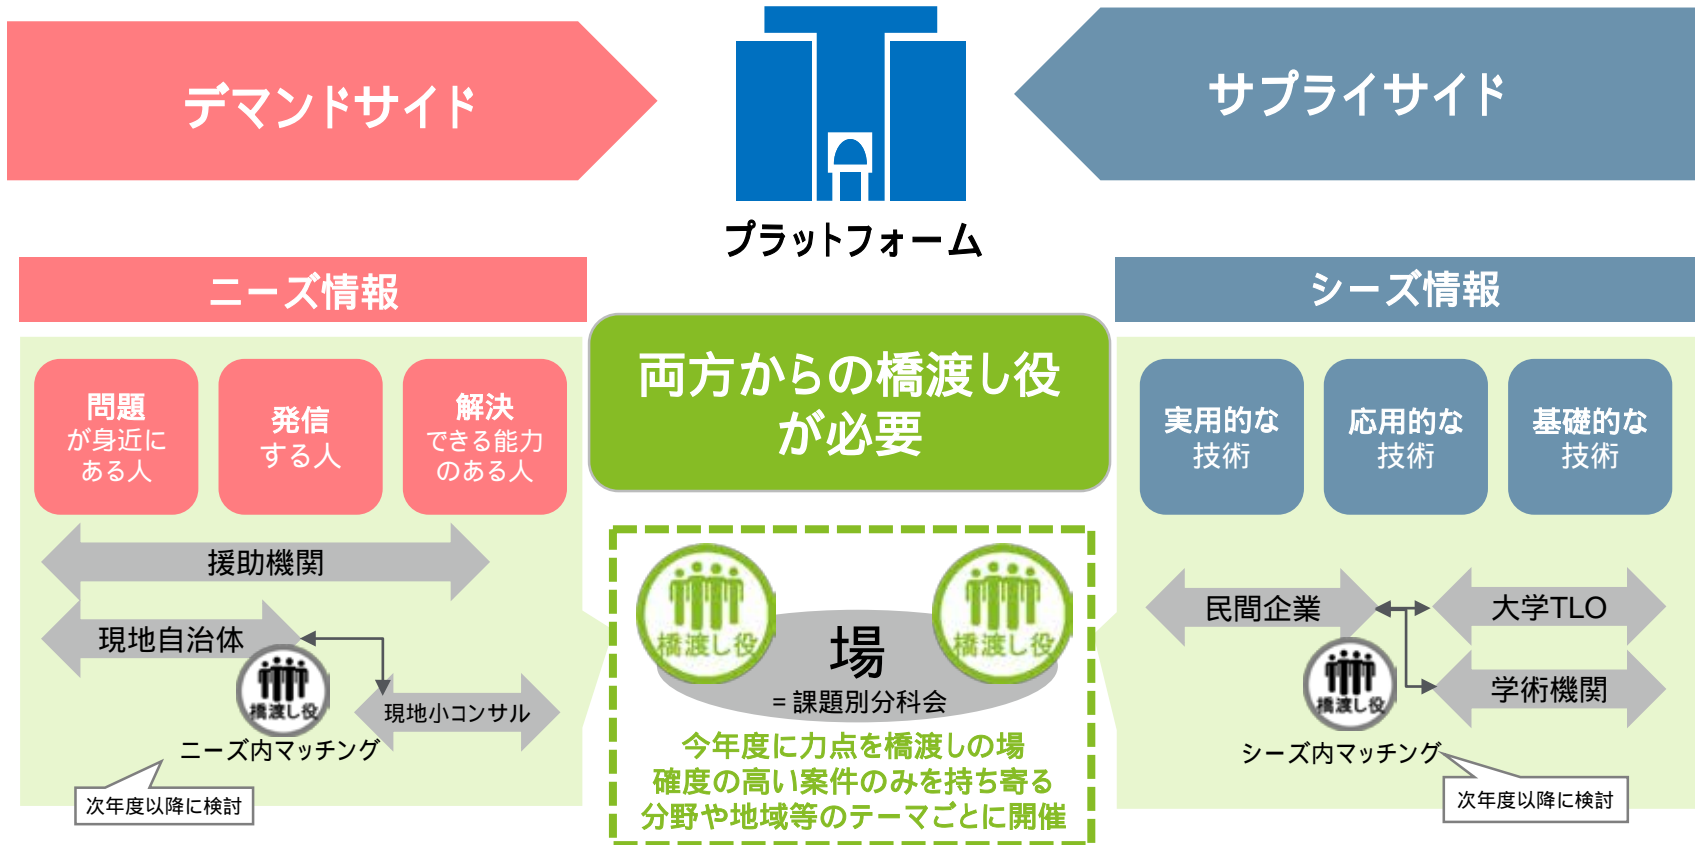 デマンドサイド
サプライサイド
プラットフォーム
ニーズ情報
シーズ情報
両方からの橋渡し役
が必要
問題
が身近に
ある人
発信
する人
解決
できる能力
のある人
実用的な
技術
応用的な
技術
基礎的な
技術
援助機関
現地自治体
橋渡し役
現地小コンサル
ニーズ内マッチング
次年度以降に検討
橋渡し役
橋渡し役
場
= 課題別分科会
今年度に力点を橋渡しの場
確度の高い案件のみを持ち寄る
分野や地域等のテーマごとに開催
民間企業
大学TLO
学術機関
橋渡し役
シーズ内マッチング
次年度以降に検討